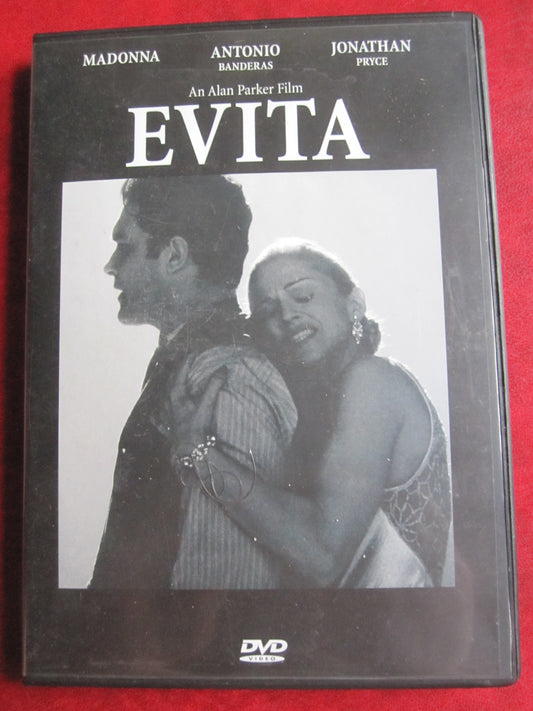 MADONNA ANTONIO BANDERAS JONATHAN PRYCE
An Alan Parker Film
EVITA
DVD
VIDEO